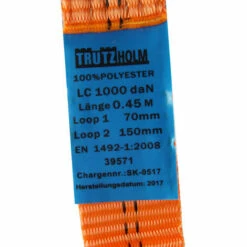 TRUTZHOLM
100%POLYESTER
LC 1000 daN
Länge 0.45 M
Loop 1 70mm
Loop 2 150mm
EN 1492-1:2008
39571
Chargennr.:SK-9517
Herstellungsdatum: 2017